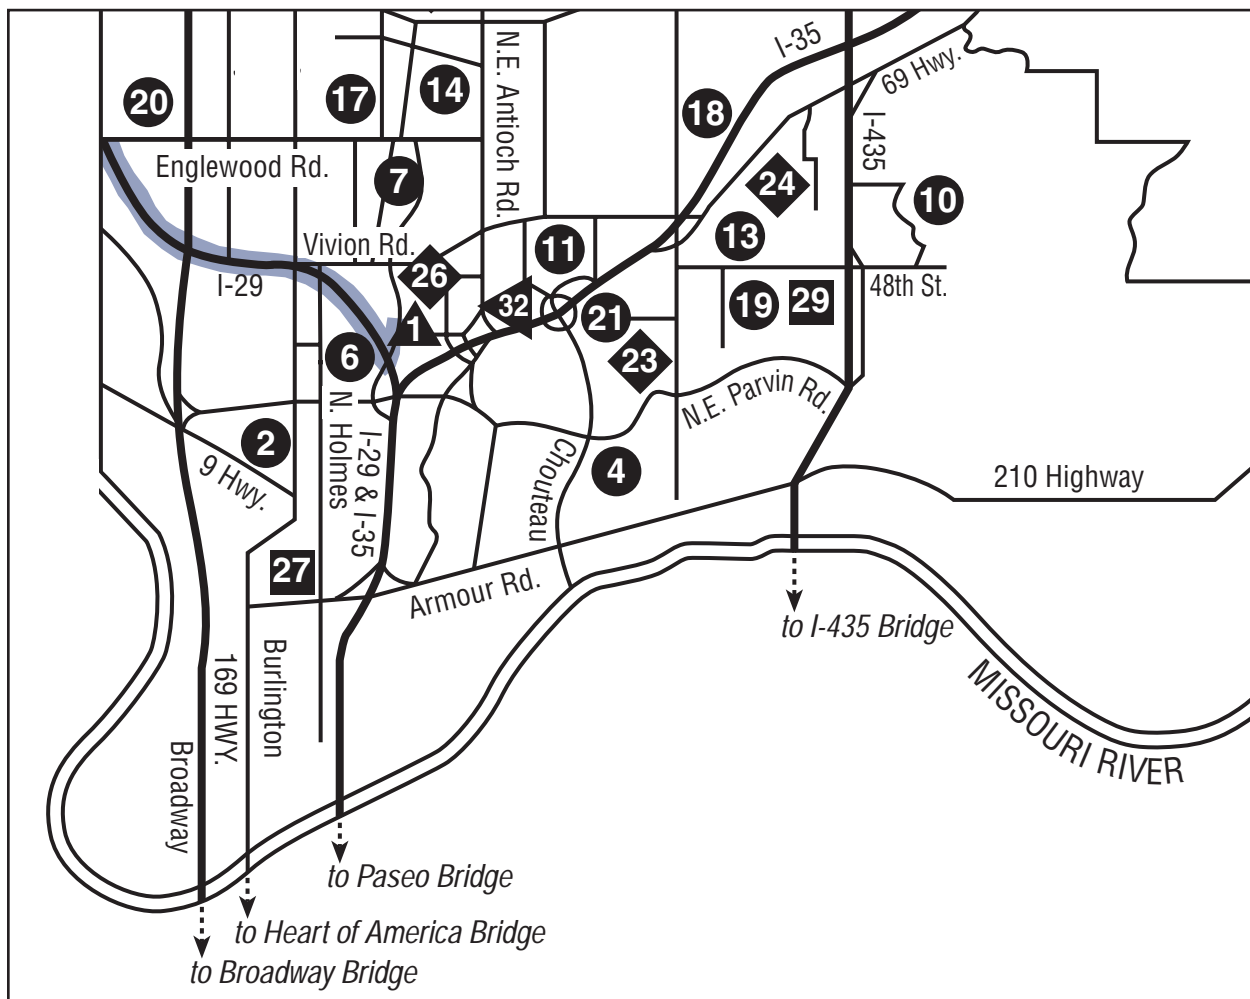 I-35
69 Hwy.
20
17
14
N.E. Antioch Rd.
18
I-435
Englewood Rd.
7
24
10
Vivion Rd.
11
13
I-29
26
48th St.
32
19
29
1
21
6
23
N. Holmes
N.E. Parvin Rd.
2
I-29 & I-35
9 Hwy.
Chouteau
4
210 Highway
27
Armour Rd.
to I-435 Bridge
169 HWY.
Burlington
MISSOURI RIVER
Broadway
to Paseo Bridge
to Heart of America Bridge
to Broadway Bridge